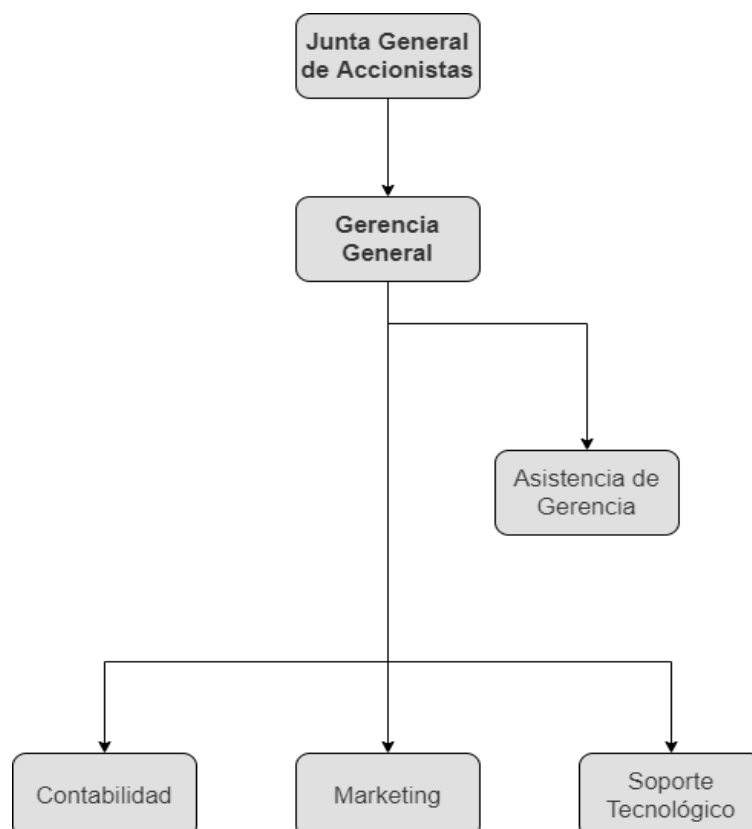 Junta General
de Accionistas
Gerencia
General
Asistencia de
Gerencia
Contabilidad
Marketing
Soporte
Tecnológico